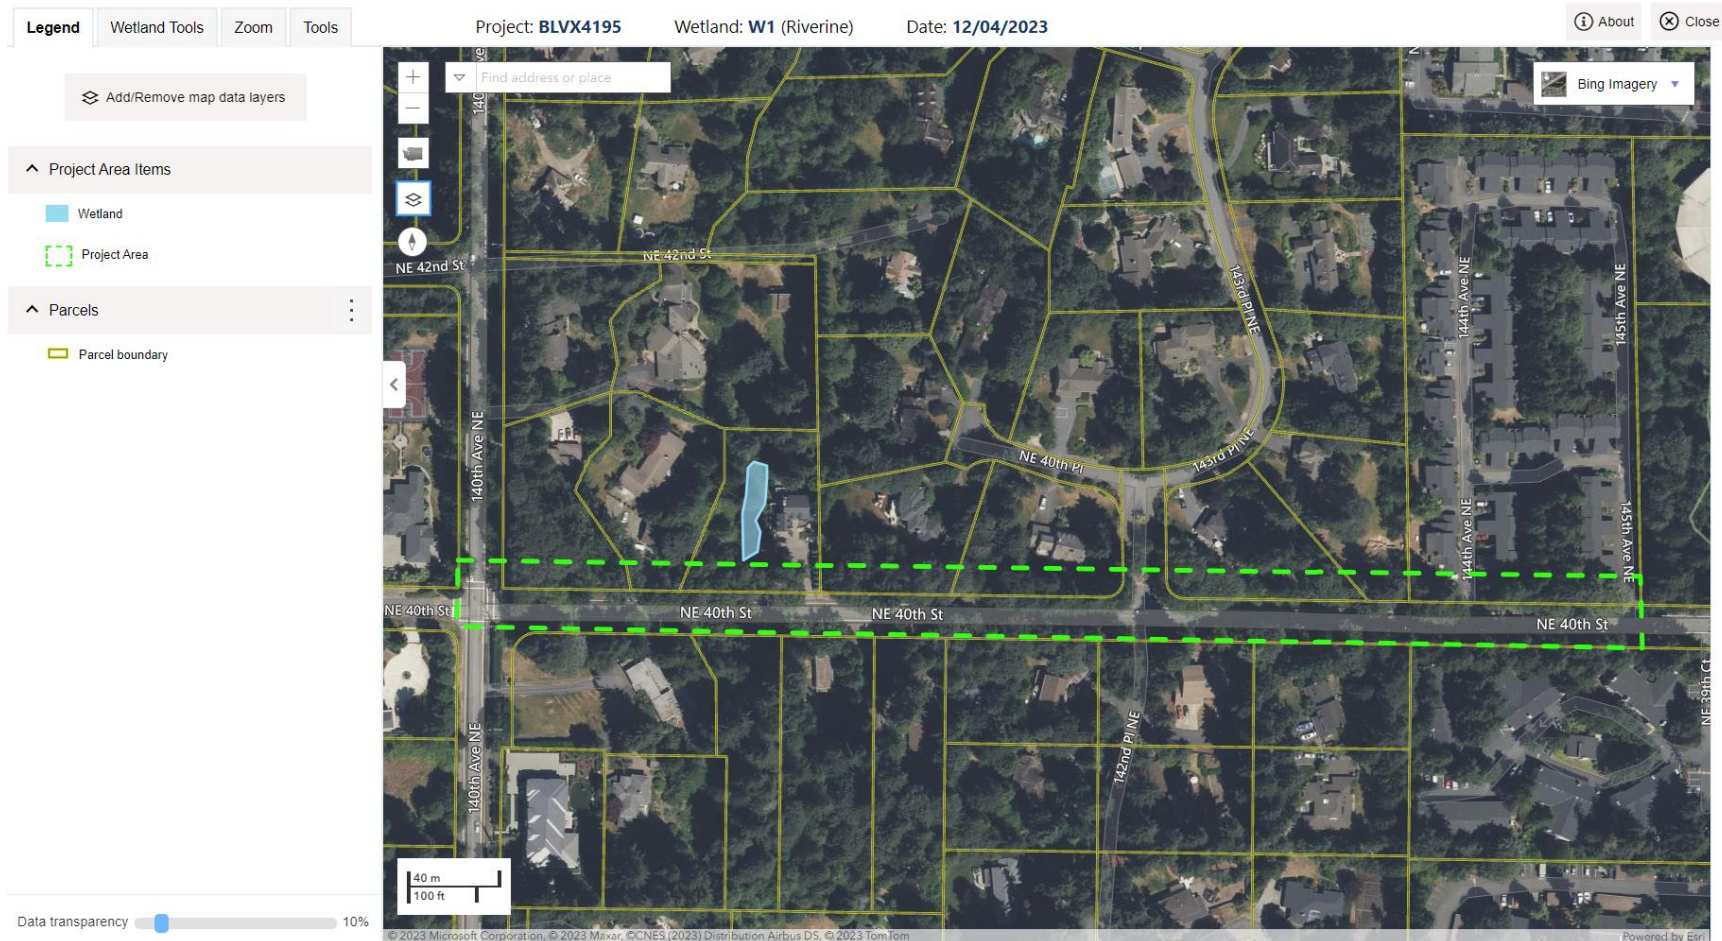 Legend
Wetland Tools
Zoom
Tools
Project: BLVX4195
Wetland: W1 (Riverine)
Date: 12/04/2023
About
Close
Find address or place
Bing Imagery
Add/Remove map data layers
Project Area Items
Wetland
Project Area
Parcels
Parcel boundary
Data transparency
10%
140th Ave NE
NE 42nd St
NE 42nd St
143rd Pl NE
144th Ave NE
145th Ave NE
140th Ave NE
NE 40th Pl
143rd Pl NE
144th Ave NE
145th Ave NE
NE 40th St
NE 40th St
NE 40th St
NE 40th St
NE 39th Ct
142nd Pl NE
40 m
100 ft
© 2023 Microsoft Corporation, © 2023 Maxar, ©CNES (2023) Distribution Airbus DS, © 2023 TomTom
Powered by Esri